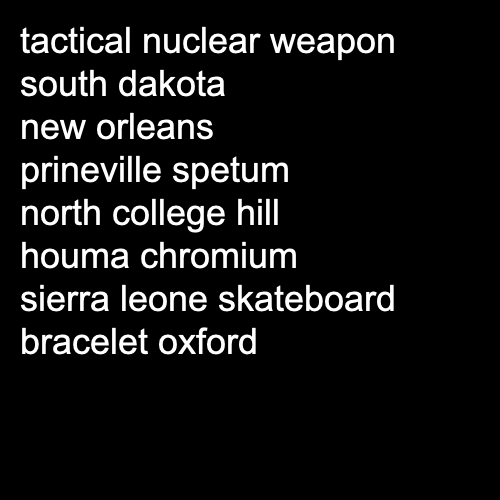 tactical nuclear weapon
south dakota
new orleans
prineville spetum
north college hill
houma chromium
sierra leone skateboard
bracelet oxford